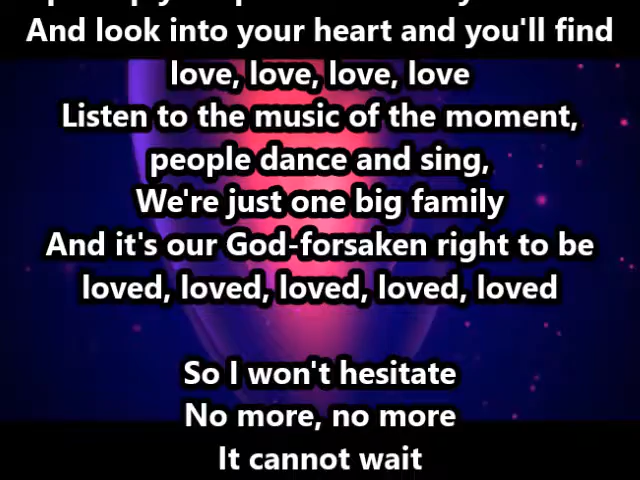 And look into your heart and you'll find
love, love, love, love
Listen to the music of the moment,
people dance and sing,
We're just one big family
And it's our God-forsaken right to be
loved, loved, loved, loved, loved
So I won't hesitate
No more, no more
It cannot wait